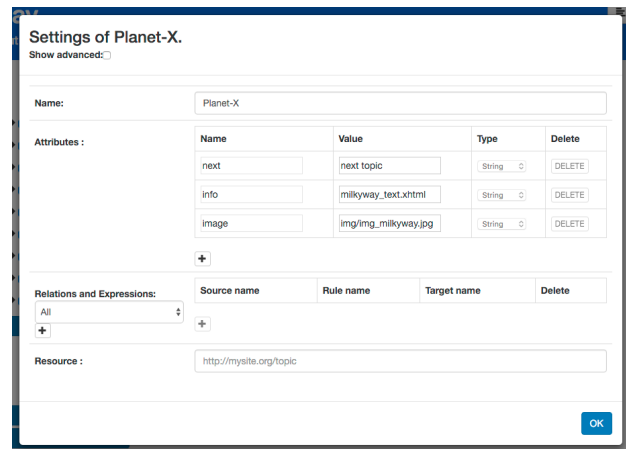 Settings of Planet-X.
Show advanced:
Name:
Planet-X
Attributes :
Name Value Type Delete
next next topic String DELETE
info milkyway_text.xhtml String DELETE
image img/img_milkyway.jpg String DELETE
+
Relations and Expressions:
All
+
Source name Rule name Target name Delete
+
Resource :
http://mysite.org/topic
OK